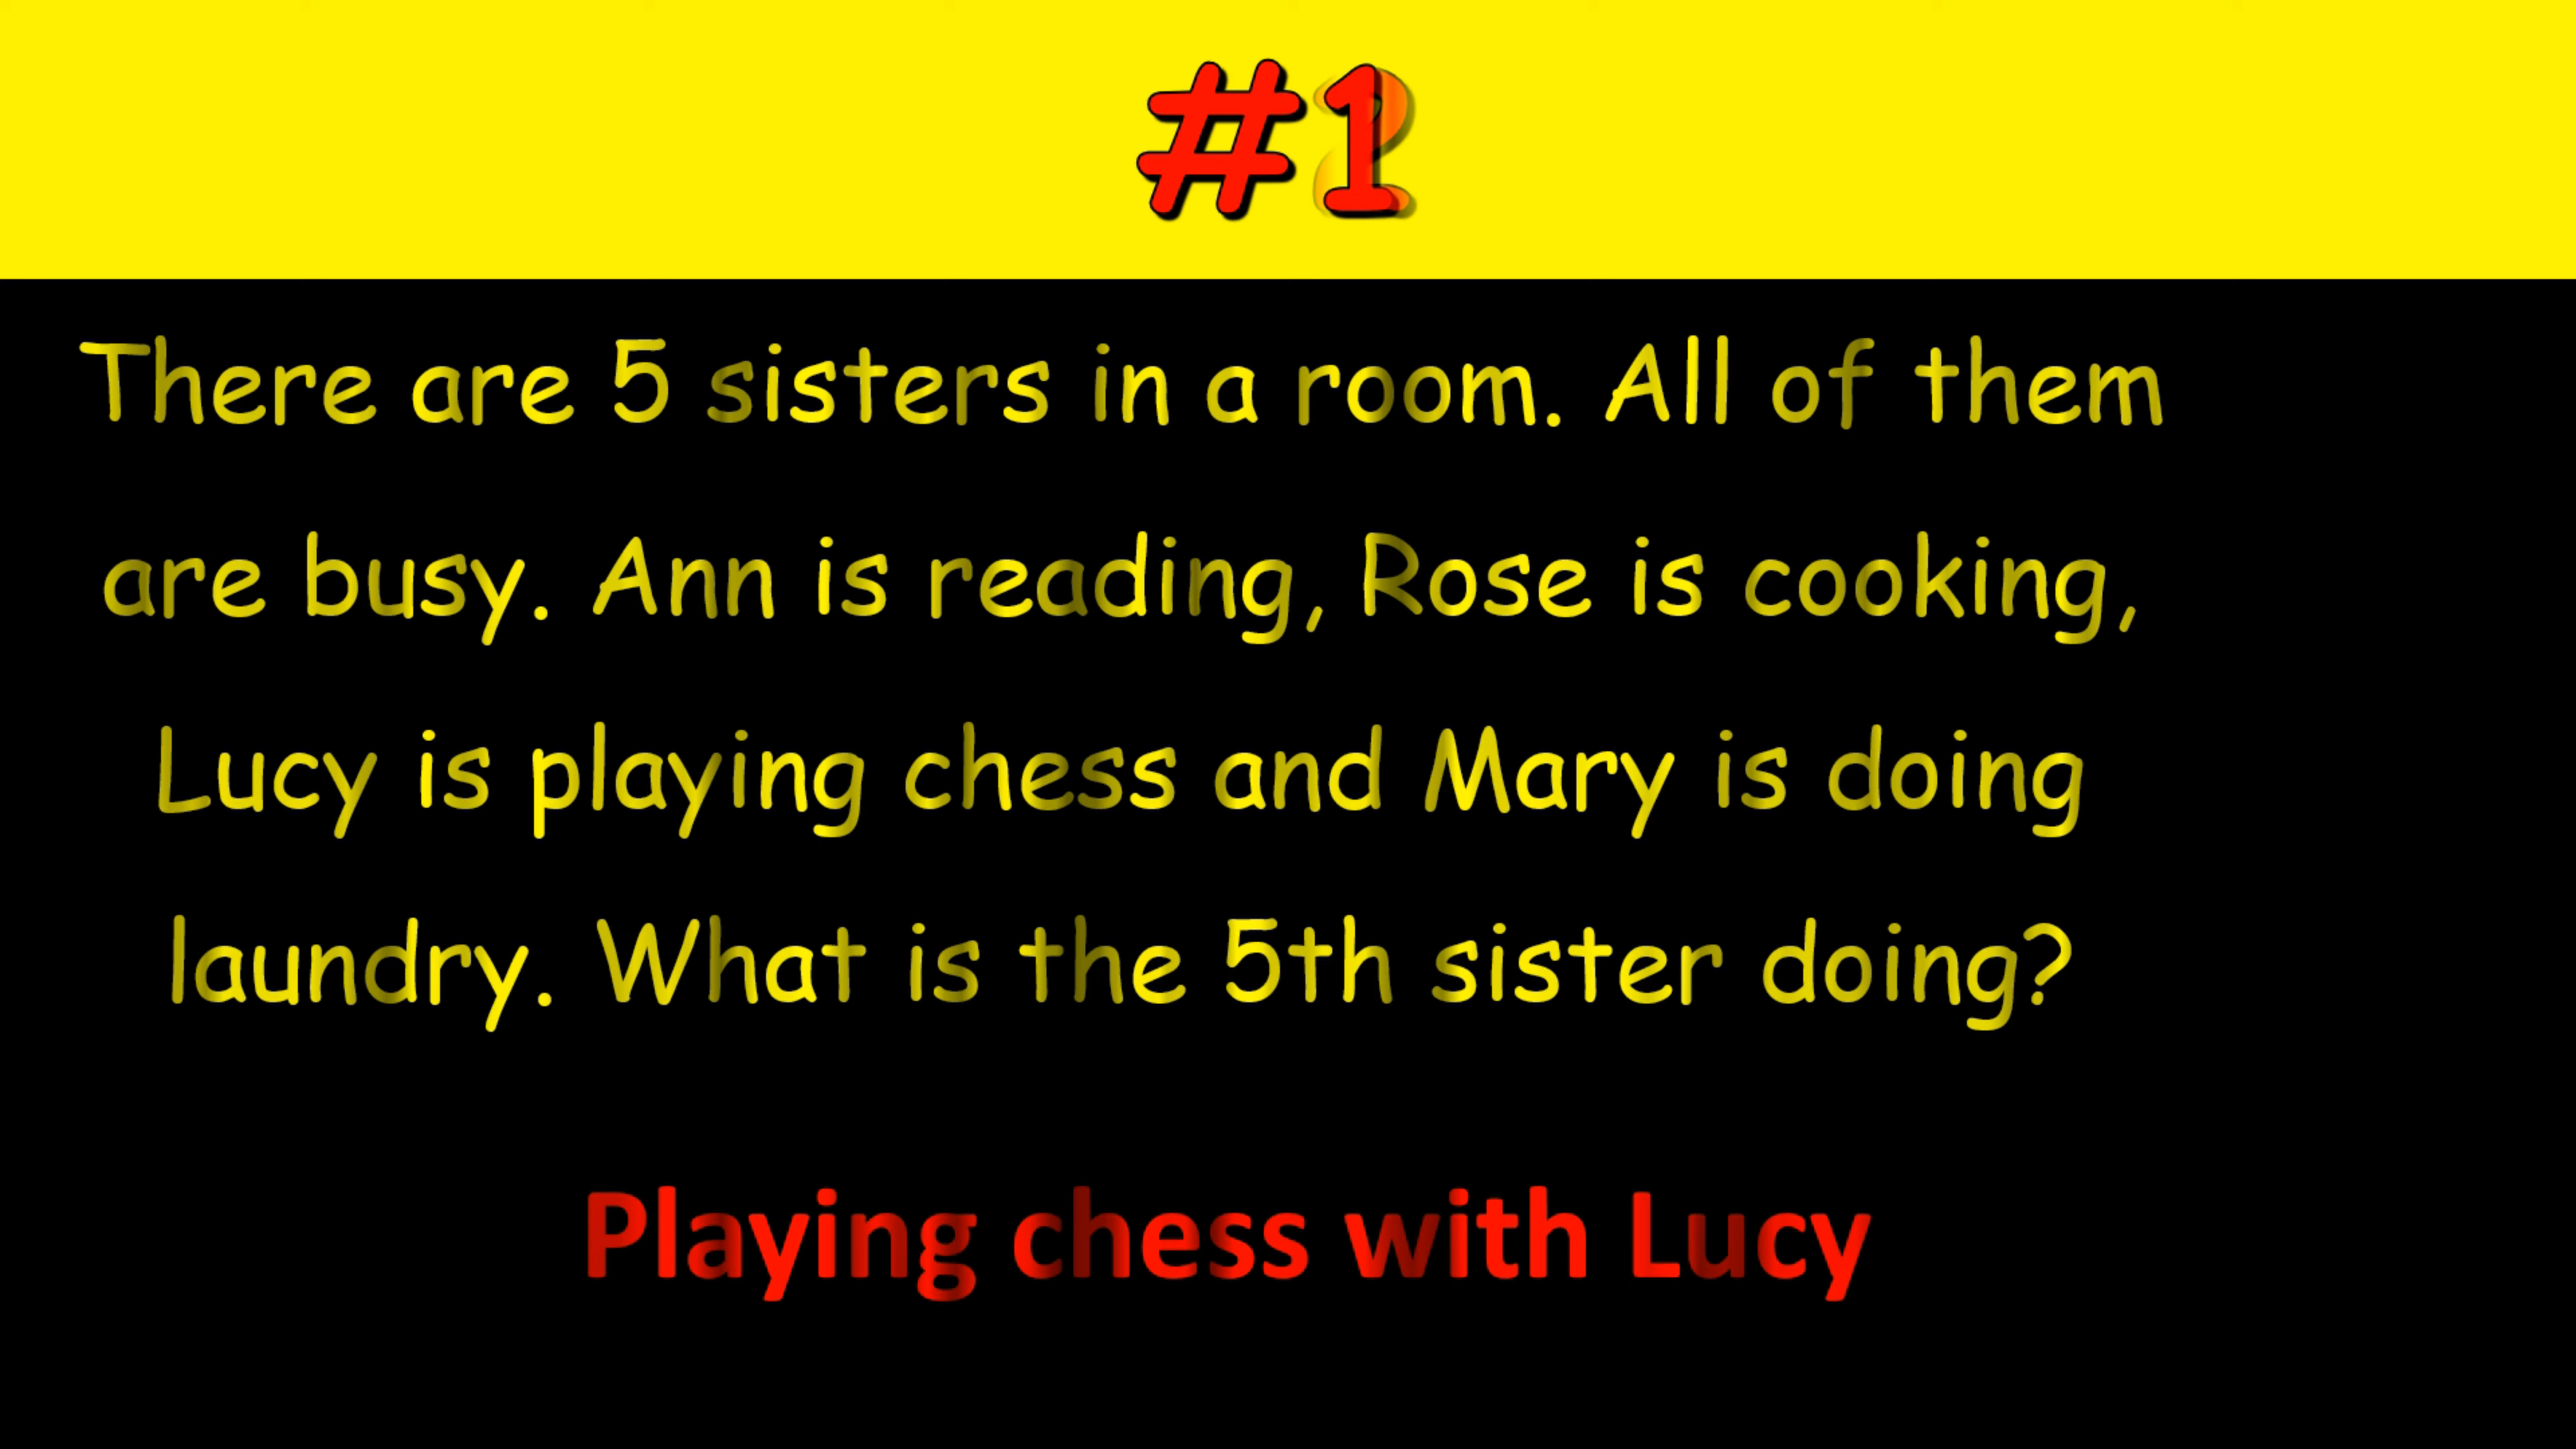 #1
There are 5 sisters in a room. All of them
are busy. Ann is reading, Rose is cooking,
Lucy is playing chess and Mary is doing
laundry. What is the 5th sister doing?
Playing chess with Lucy